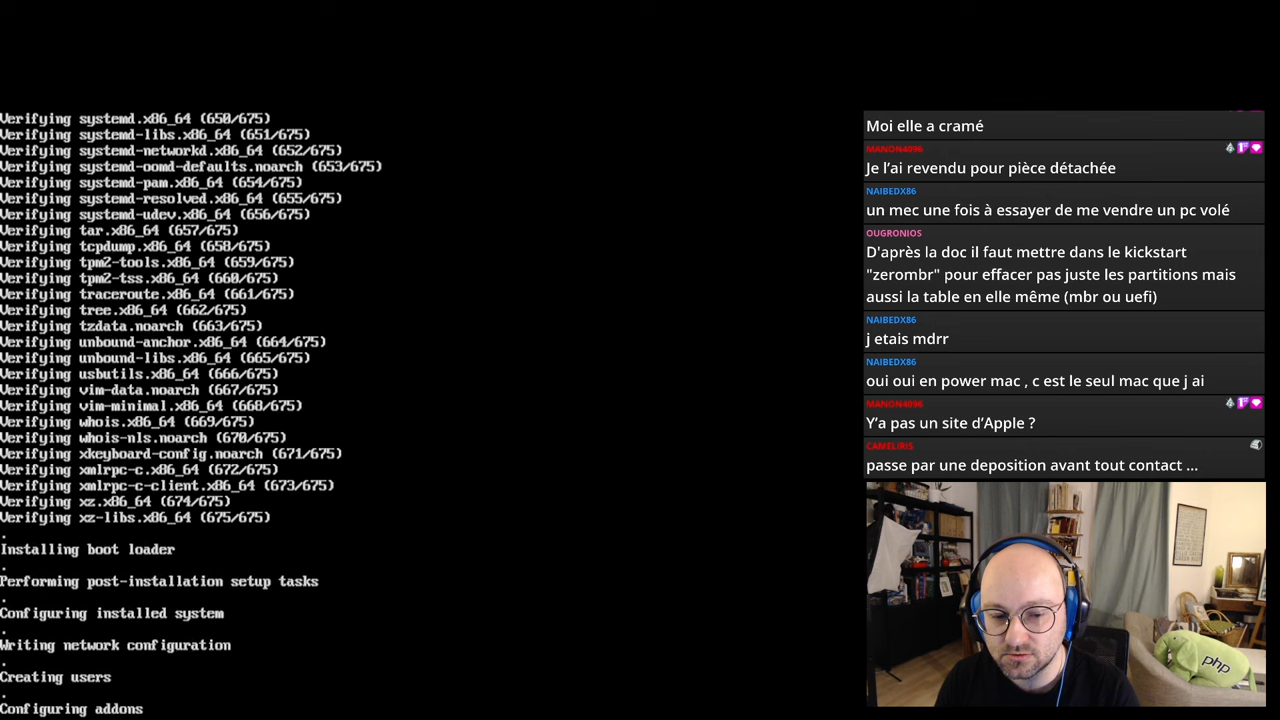 Verifying systemd.x86_64 (650/675)
Verifying systemd-libs.x86_64 (651/675)
Verifying systemd-networkd.x86_64 (652/675)
Verifying systemd-oomd-defaults.noarch (653/675)
Verifying systemd-pam.x86_64 (654/675)
Verifying systemd-resolved.x86_64 (655/675)
Verifying systemd-udev.x86_64 (656/675)
Verifying tar.x86_64 (657/675)
Verifying tcpdump.x86_64 (658/675)
Verifying tpm2-tools.x86_64 (659/675)
Verifying tpm2-tss.x86_64 (660/675)
Verifying traceroute.x86_64 (661/675)
Verifying tree.x86_64 (662/675)
Verifying tzdata.noarch (663/675)
Verifying unbound-anchor.x86_64 (664/675)
Verifying unbound-libs.x86_64 (665/675)
Verifying usbutils.x86_64 (666/675)
Verifying vim-data.noarch (667/675)
Verifying vim-minimal.x86_64 (668/675)
Verifying whois.x86_64 (669/675)
Verifying whois-nls.noarch (670/675)
Verifying xkeyboard-config.noarch (671/675)
Verifying xmlrpc-c.x86_64 (672/675)
Verifying xmlrpc-c-client.x86_64 (673/675)
Verifying xz.x86_64 (674/675)
Verifying xz-libs.x86_64 (675/675)
.
Installing boot loader
.
Performing post-installation setup tasks
.
Configuring installed system
.
Writing network configuration
.
Creating users
.
Configuring addons
Moi elle a cramé
MANON4096
Je l’ai revendu pour pièce détachée
NAIBEDX86
un mec une fois à essayer de me vendre un pc volé
OUGRONIOS
D'après la doc il faut mettre dans le kickstart
"zerombr" pour effacer pas juste les partitions mais
aussi la table en elle même (mbr ou uefi)
NAIBEDX86
j etais mdrr
NAIBEDX86
oui oui en power mac , c est le seul mac que j ai
MANON4096
Y’a pas un site d’Apple ?
CAMELIRIS
passe par une deposition avant tout contact ...
php